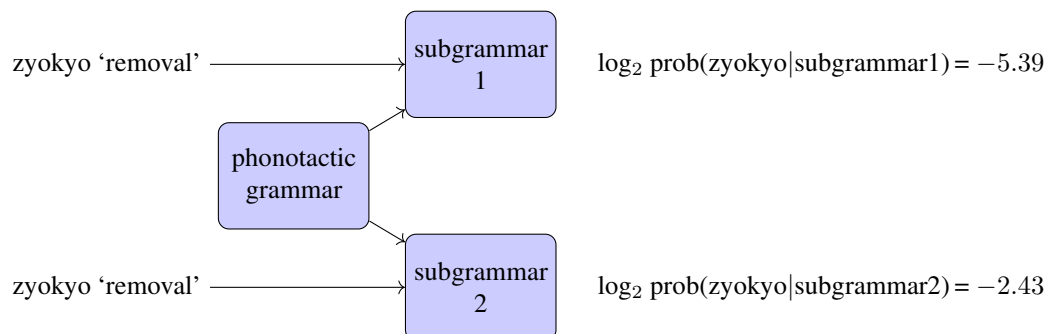 subgrammar
1
zyokyo ‘removal’
log₂ prob(zyokyo|subgrammar1) = −5.39
phonotactic
grammar
subgrammar
2
zyokyo ‘removal’
log₂ prob(zyokyo|subgrammar2) = −2.43